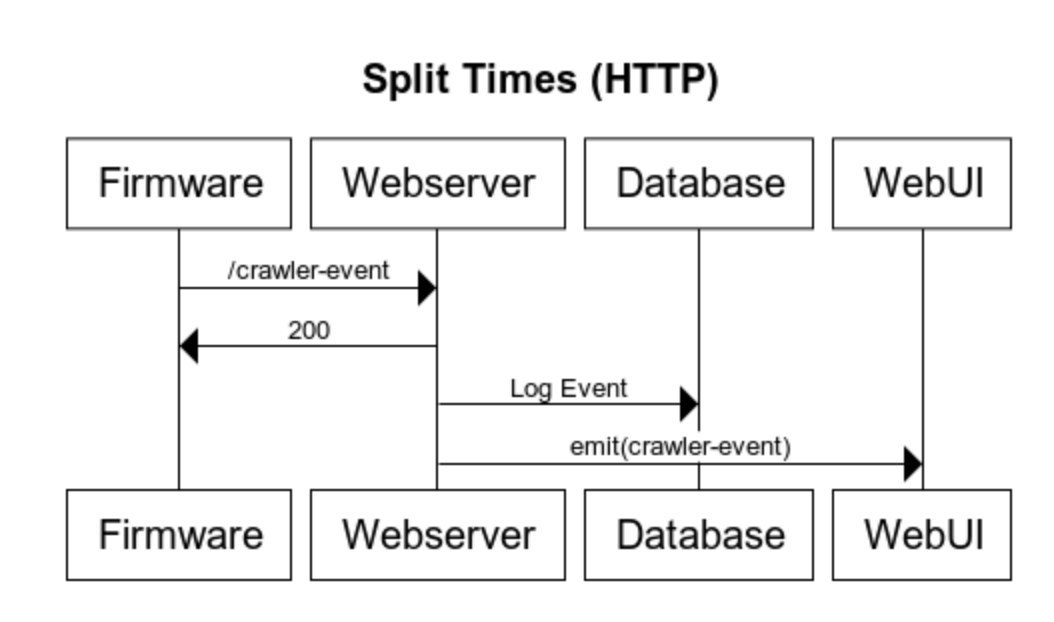 Split Times (HTTP)
Firmware Webserver Database WebUI
/crawler-event
200
Log Event
emit(crawler-event)
Firmware Webserver Database WebUI